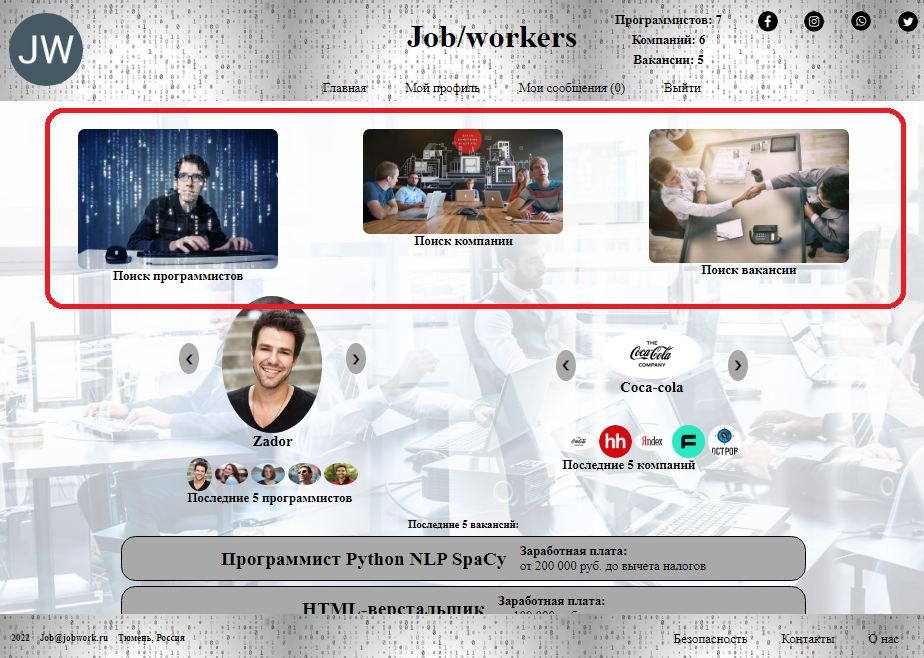 JW
Job/workers
Программистов: 7
Компаний: 6
Вакансии: 5
Главная
Мой профиль
Мои сообщения (0)
Выйти
Поиск программистов
Поиск компании
Поиск вакансии
Zador
Последние 5 программистов
THE
Coca-Cola
COMPANY
Coca-cola
Coca-Cola
hh
Яndex
F
ОСТРОВ
Последние 5 компаний
Последние 5 вакансий:
Программист Python NLP SpaCy
Заработная плата:
от 200 000 руб. до вычета налогов
HTML-верстальщик
Заработная плата:
2022
Job@jobwork.ru
Тюмень, Россия
Безопасность
Контакты
О нас